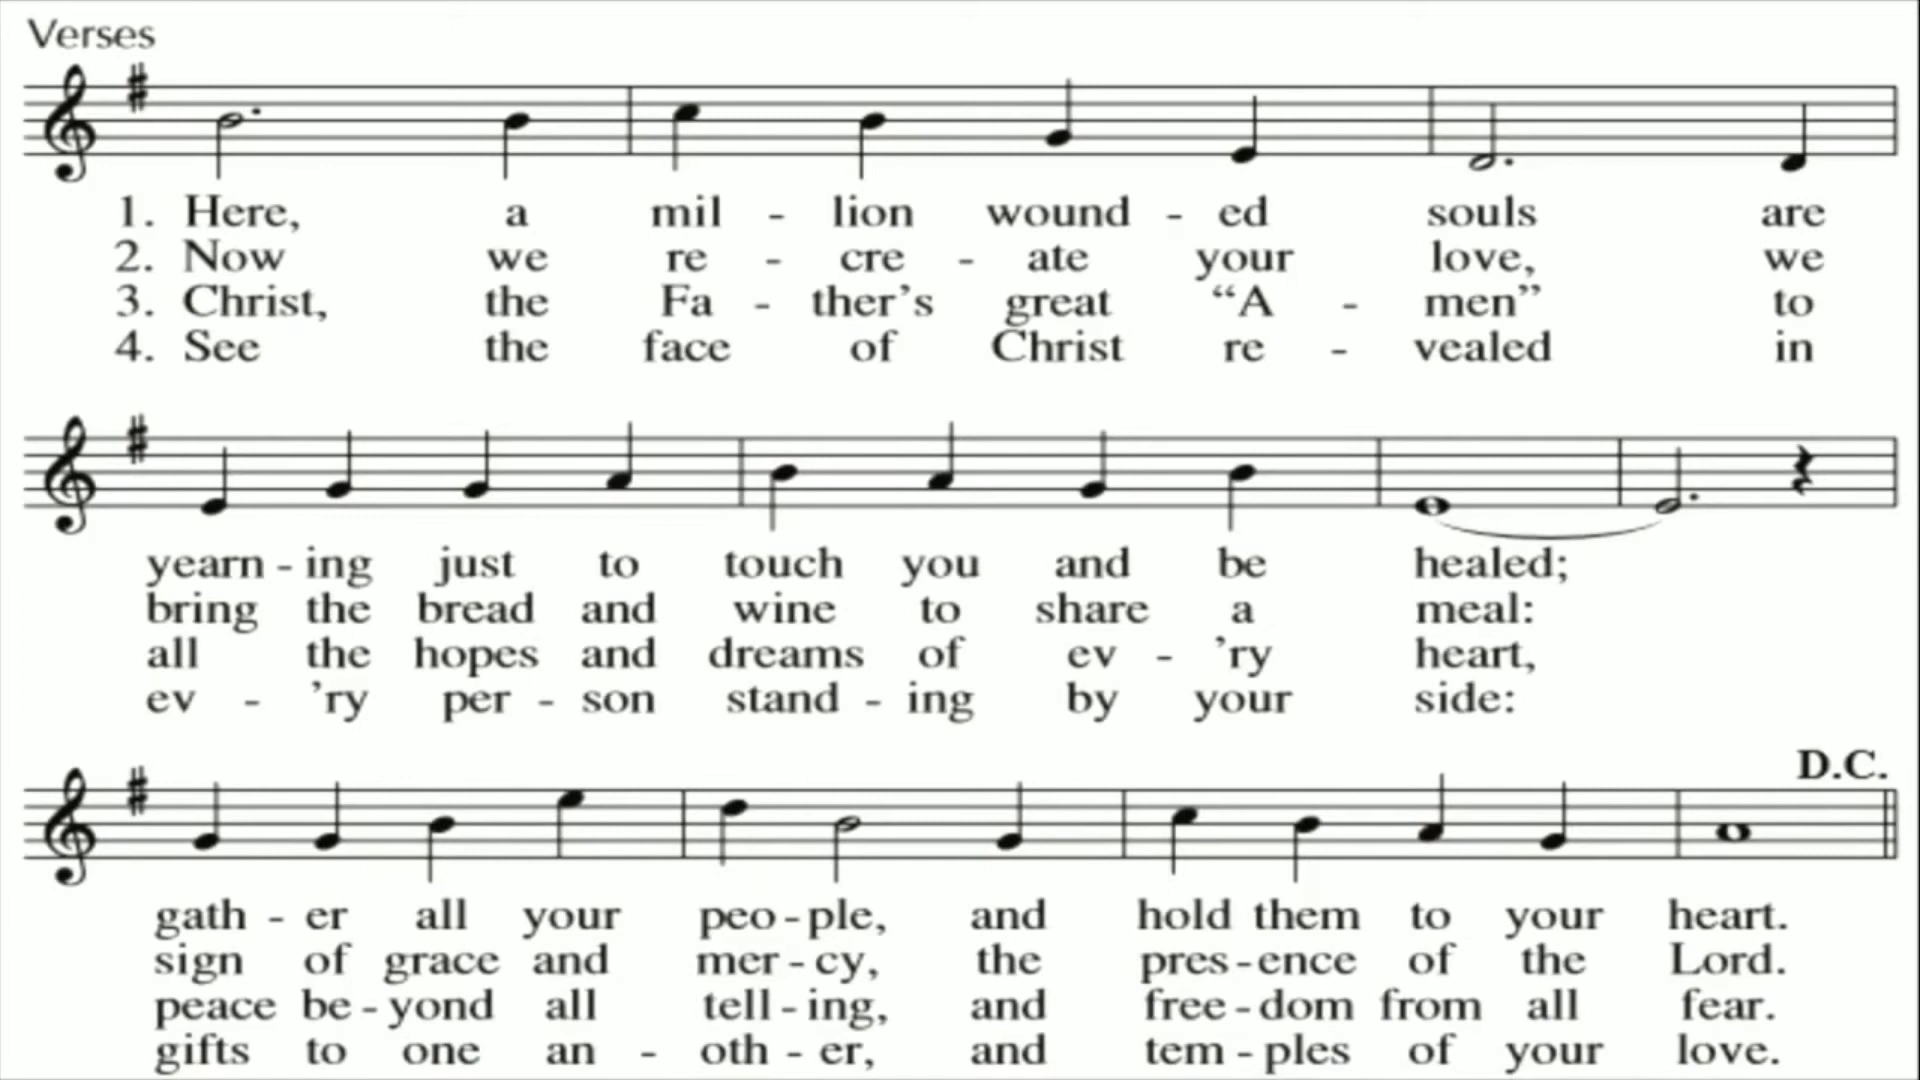 Verses
1. Here, a mil - lion wound - ed souls are
2. Now we re - cre - ate your love, we
3. Christ, the Fa - ther’s great “A - men” to
4. See the face of Christ re - vealed in
yearn - ing just to touch you and be healed;
bring the bread and wine to share a meal:
all the hopes and dreams of ev - ’ry heart,
ev - ’ry per - son stand - ing by your side:
D.C.
gath - er all your peo - ple, and hold them to your heart.
sign of grace and mer - cy, the pres - ence of the Lord.
peace be - yond all tell - ing, and free - dom from all fear.
gifts to one an - oth - er, and tem - ples of your love.